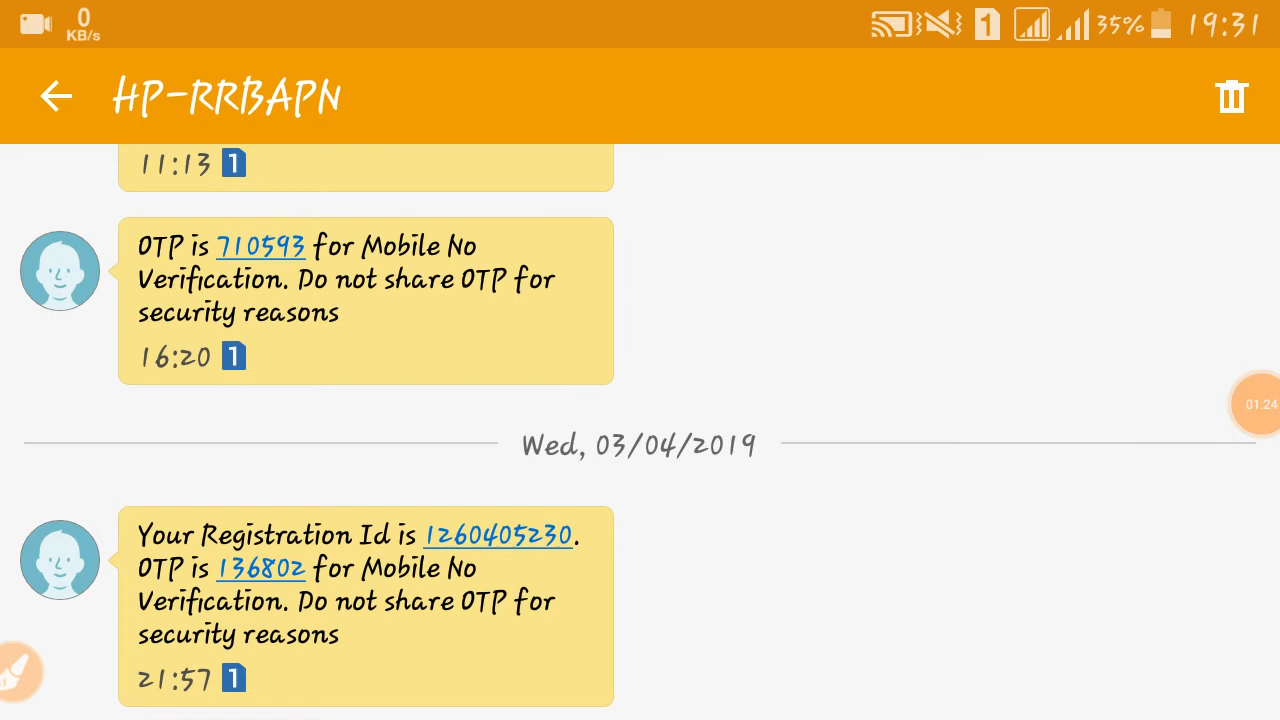 0
KB/s
1
35%
19:31
HP-RRBAPN
11:13 1
OTP is 710593 for Mobile No
Verification. Do not share OTP for
security reasons
16:20 1
01:24
Wed, 03/04/2019
Your Registration Id is 1260405230.
OTP is 136802 for Mobile No
Verification. Do not share OTP for
security reasons
21:57 1